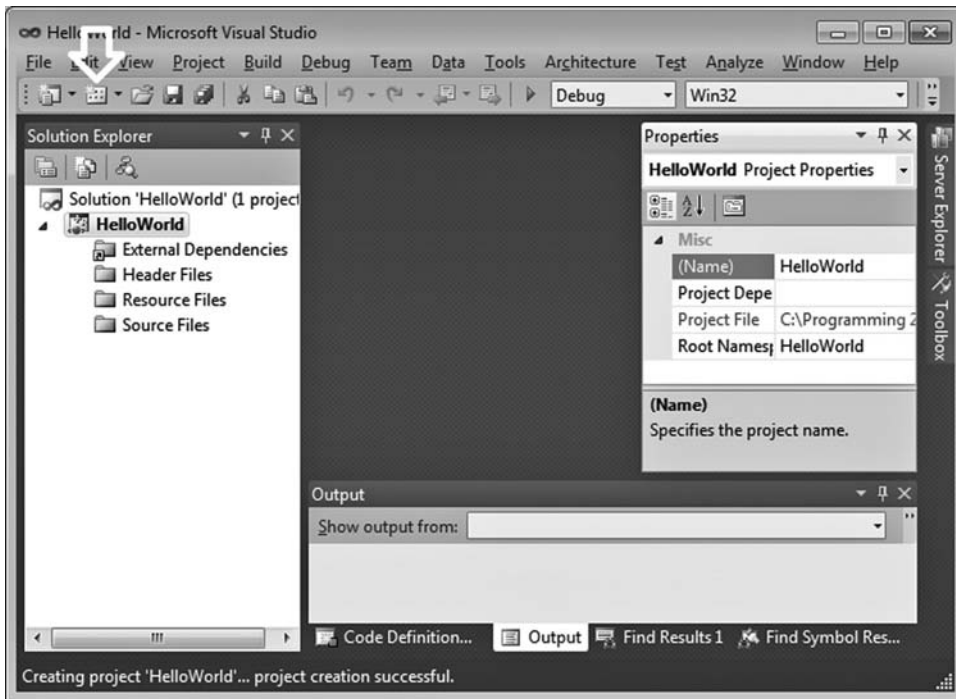 HelloWorld - Microsoft Visual Studio
File Edit View Project Build Debug Team Data Tools Architecture Test Analyze Window Help
Debug
Win32
Solution Explorer
Solution 'HelloWorld' (1 project
HelloWorld
External Dependencies
Header Files
Resource Files
Source Files
Properties
HelloWorld Project Properties
Misc
(Name) HelloWorld
Project Depe
Project File C:\Programming 2
Root Namesp HelloWorld
(Name)
Specifies the project name.
Server Explorer
Toolbox
Output
Show output from:
Code Definition... Output Find Results 1 Find Symbol Res...
Creating project 'HelloWorld'... project creation successful.